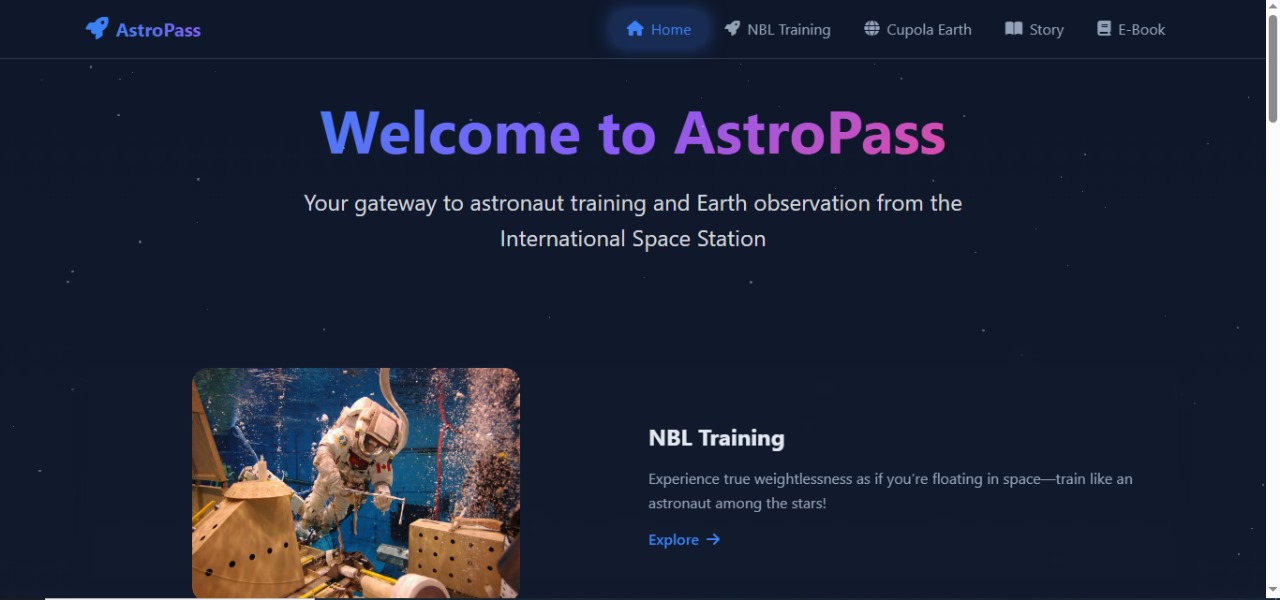 AstroPass
Home
NBL Training
Cupola Earth
Story
E-Book
Welcome to AstroPass
Your gateway to astronaut training and Earth observation from the
International Space Station
NBL Training
Experience true weightlessness as if you're floating in space—train like an
astronaut among the stars!
Explore →